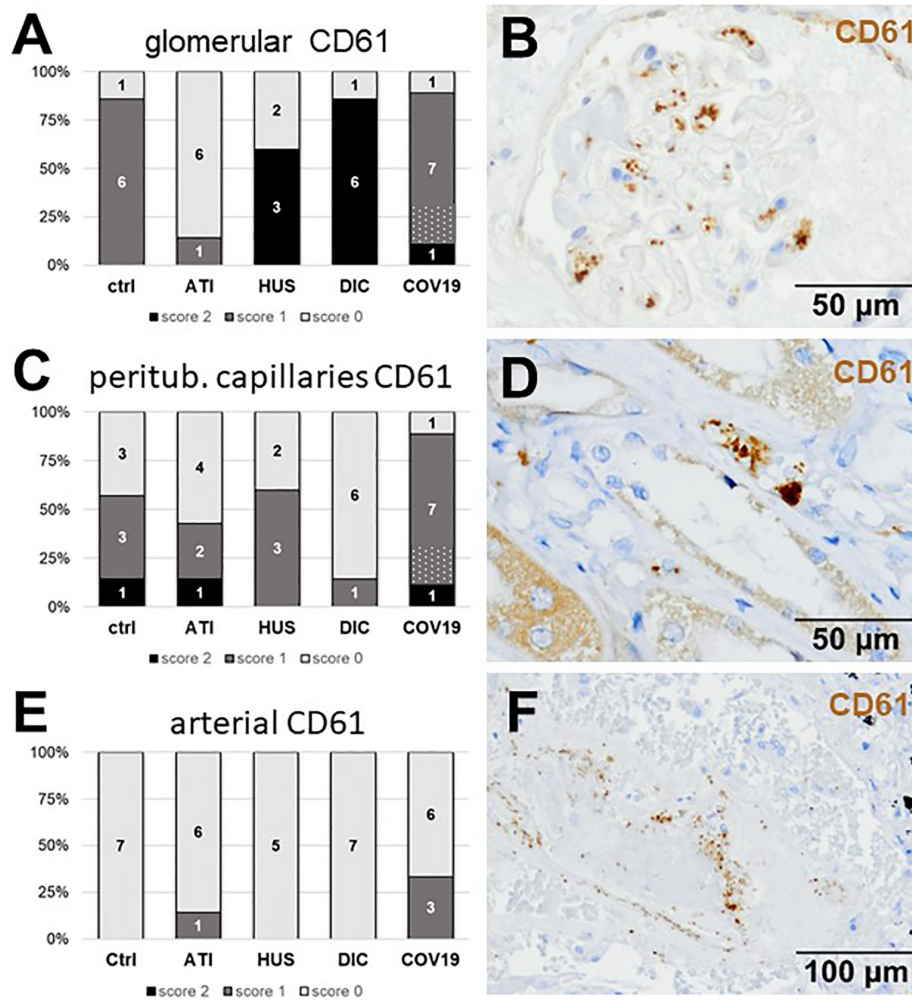 A
glomerular CD61
100%
75%
50%
25%
0%
1
6
6
1
2
3
1
6
1
7
1
ctrl ATI HUS DIC COV19
score 2 score 1 score 0
B
CD61
50 µm
C
peritub. capillaries CD61
100%
75%
50%
25%
0%
3
3
1
4
2
1
2
3
6
1
1
7
1
ctrl ATI HUS DIC COV19
score 2 score 1 score 0
D
CD61
50 µm
E
arterial CD61
100%
75%
50%
25%
0%
7
6
1
5
7
6
3
Ctrl ATI HUS DIC COV19
score 2 score 1 score 0
F
CD61
100 µm